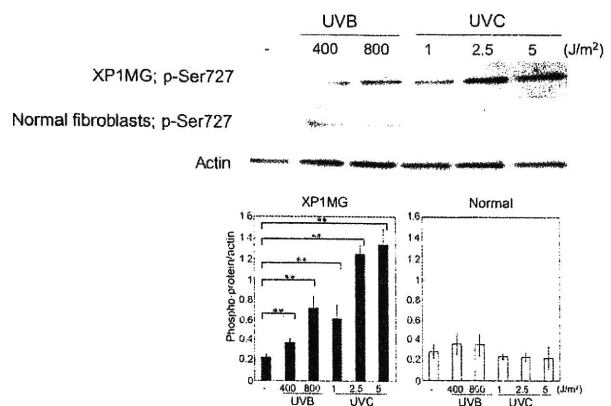 UVB UVC
- 400 800 1 2.5 5 (J/m²)
XP1MG; p-Ser727
Normal fibroblasts; p-Ser727
Actin
XP1MG Normal
Phospho-protein/actin
1.6 1.6
1.4 1.4
1.2 1.2
1 1
0.8 0.8
0.6 0.6
0.4 0.4
0.2 0.2
0 0
**
**
**
**
**
- 400 800 1 2.5 5 - 400 800 1 2.5 5 (J/m²)
UVB UVC UVB UVC